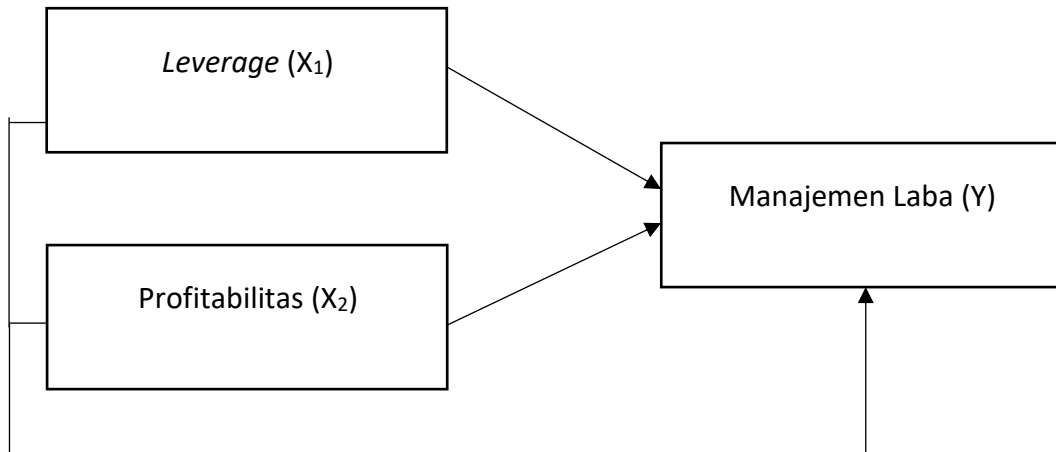 Leverage (X₁)
Manajemen Laba (Y)
Profitabilitas (X₂)